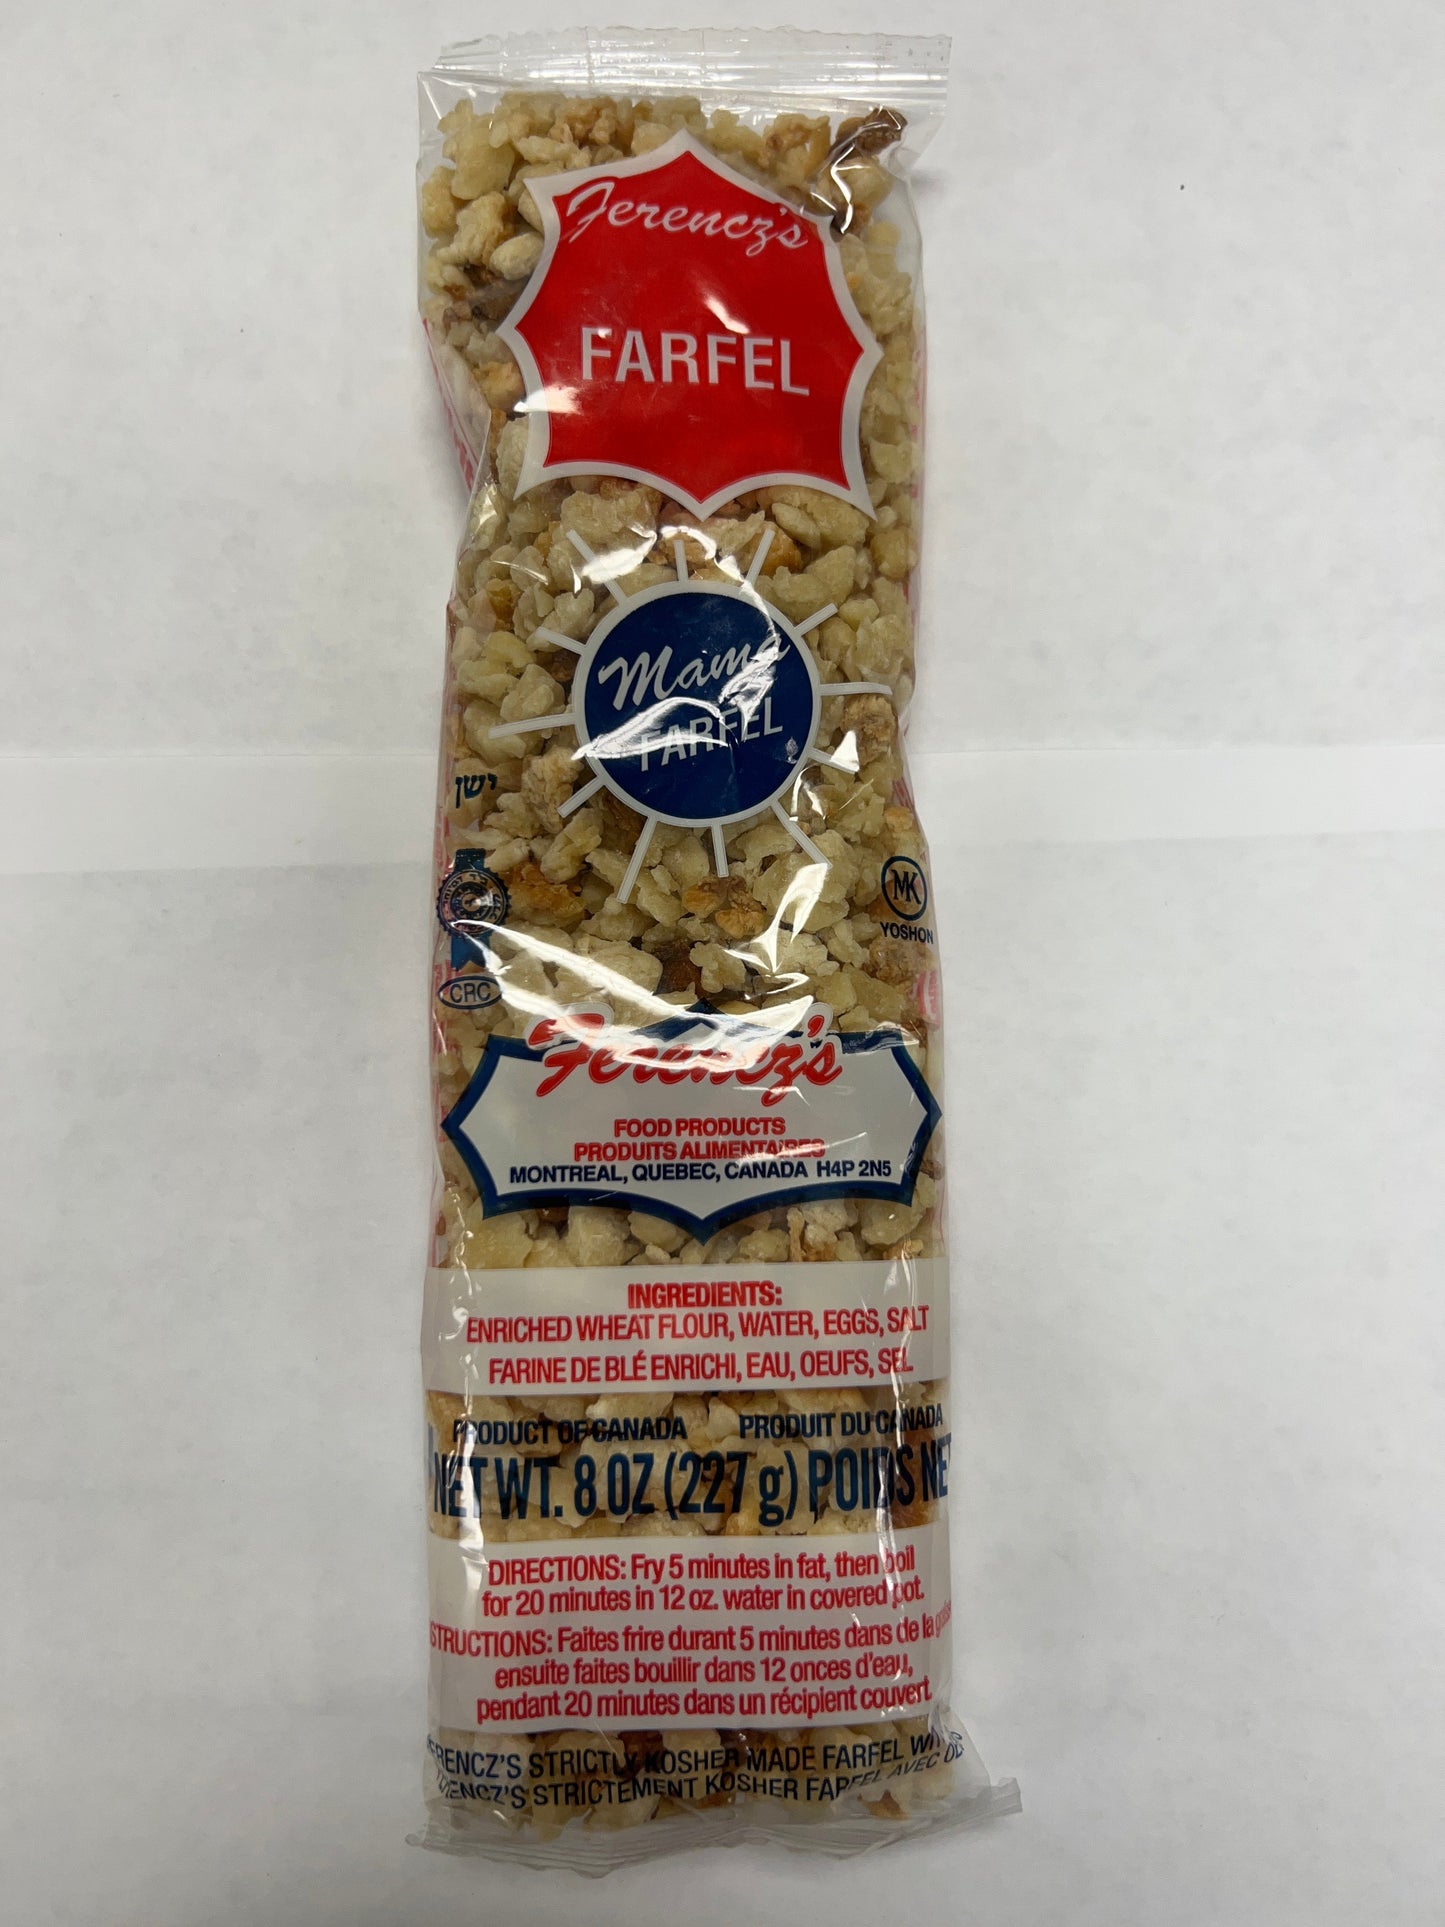 Ferencz's
FARFEL
Mama
FARFEL
ישן
MK
YOSHON
CRC
Ferencz's
FOOD PRODUCTS
PRODUITS ALIMENTAIRES
MONTREAL, QUEBEC, CANADA H4P 2N5
INGREDIENTS:
ENRICHED WHEAT FLOUR, WATER, EGGS, SALT
FARINE DE BLÉ ENRICHI, EAU, OEUFS, SEL
PRODUCT OF CANADA PRODUIT DU CANADA
NET WT. 8 OZ (227 g) POIDS NET
DIRECTIONS: Fry 5 minutes in fat, then boil
for 20 minutes in 12 oz. water in covered pot.
STRUCTIONS: Faites frire durant 5 minutes dans de la
ensuite faites bouillir dans 12 onces d'eau,
pendant 20 minutes dans un récipient couvert.
FERENCZ'S STRICTLY KOSHER MADE FARFEL
STRICTEMENT KOSHER FARFEL AVEC